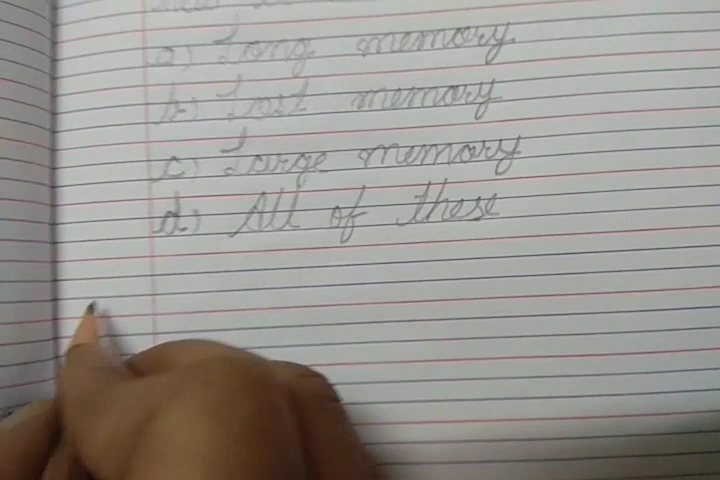 a) Long memory
b) Lost memory
c) Large memory
d) All of these